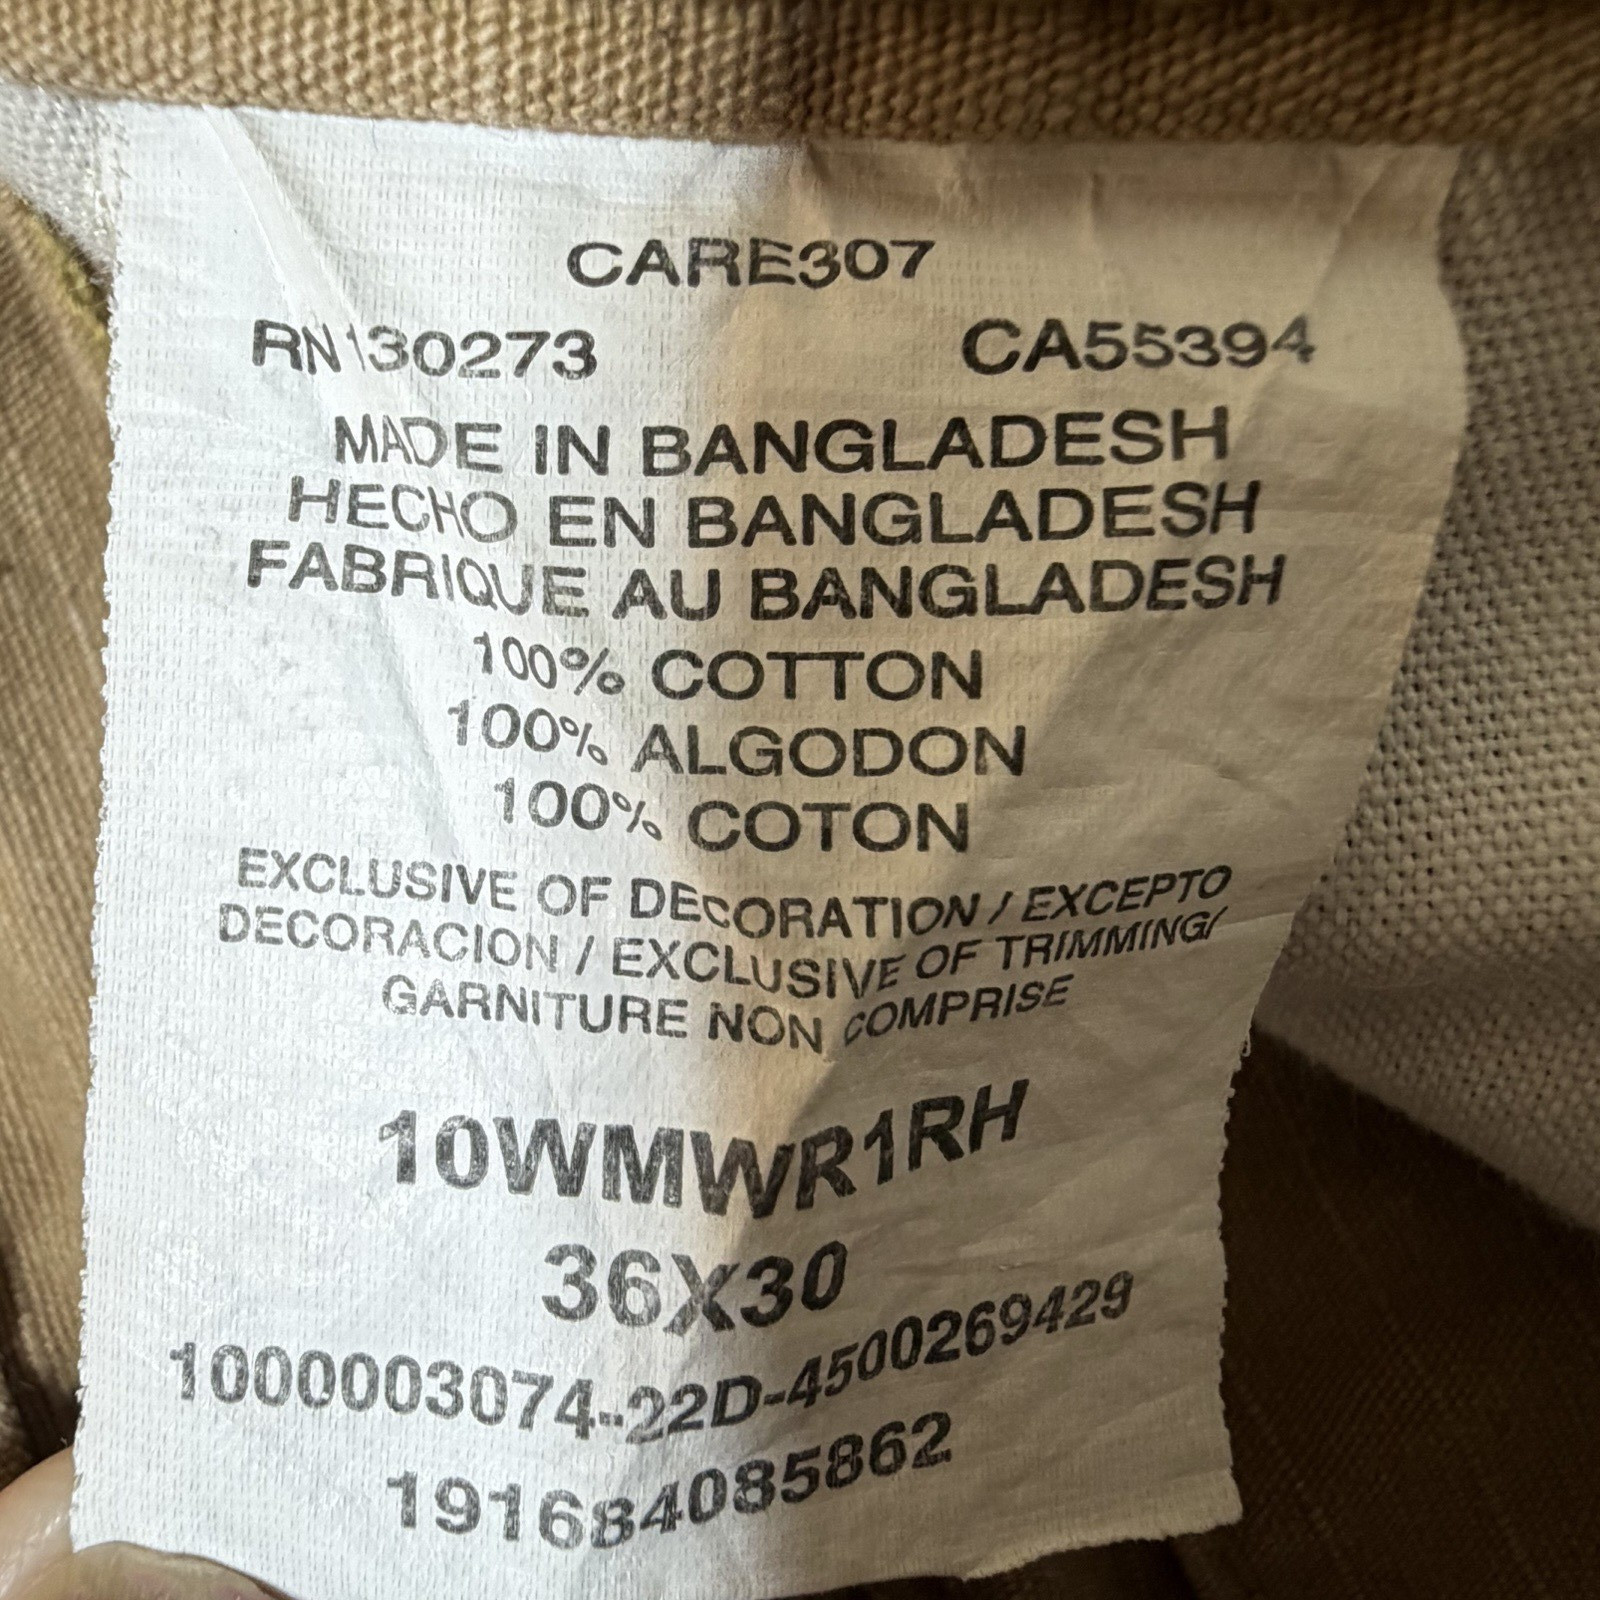 CARE307
RN130273 CA55394
MADE IN BANGLADESH
HECHO EN BANGLADESH
FABRIQUE AU BANGLADESH
100% COTTON
100% ALGODON
100% COTON
EXCLUSIVE OF DECORATION / EXCEPTO
DECORACION / EXCLUSIVE OF TRIMMING/
GARNITURE NON COMPRISE
10WMWR1RH
36X30
1000003074-22D-4500269429
191684085862